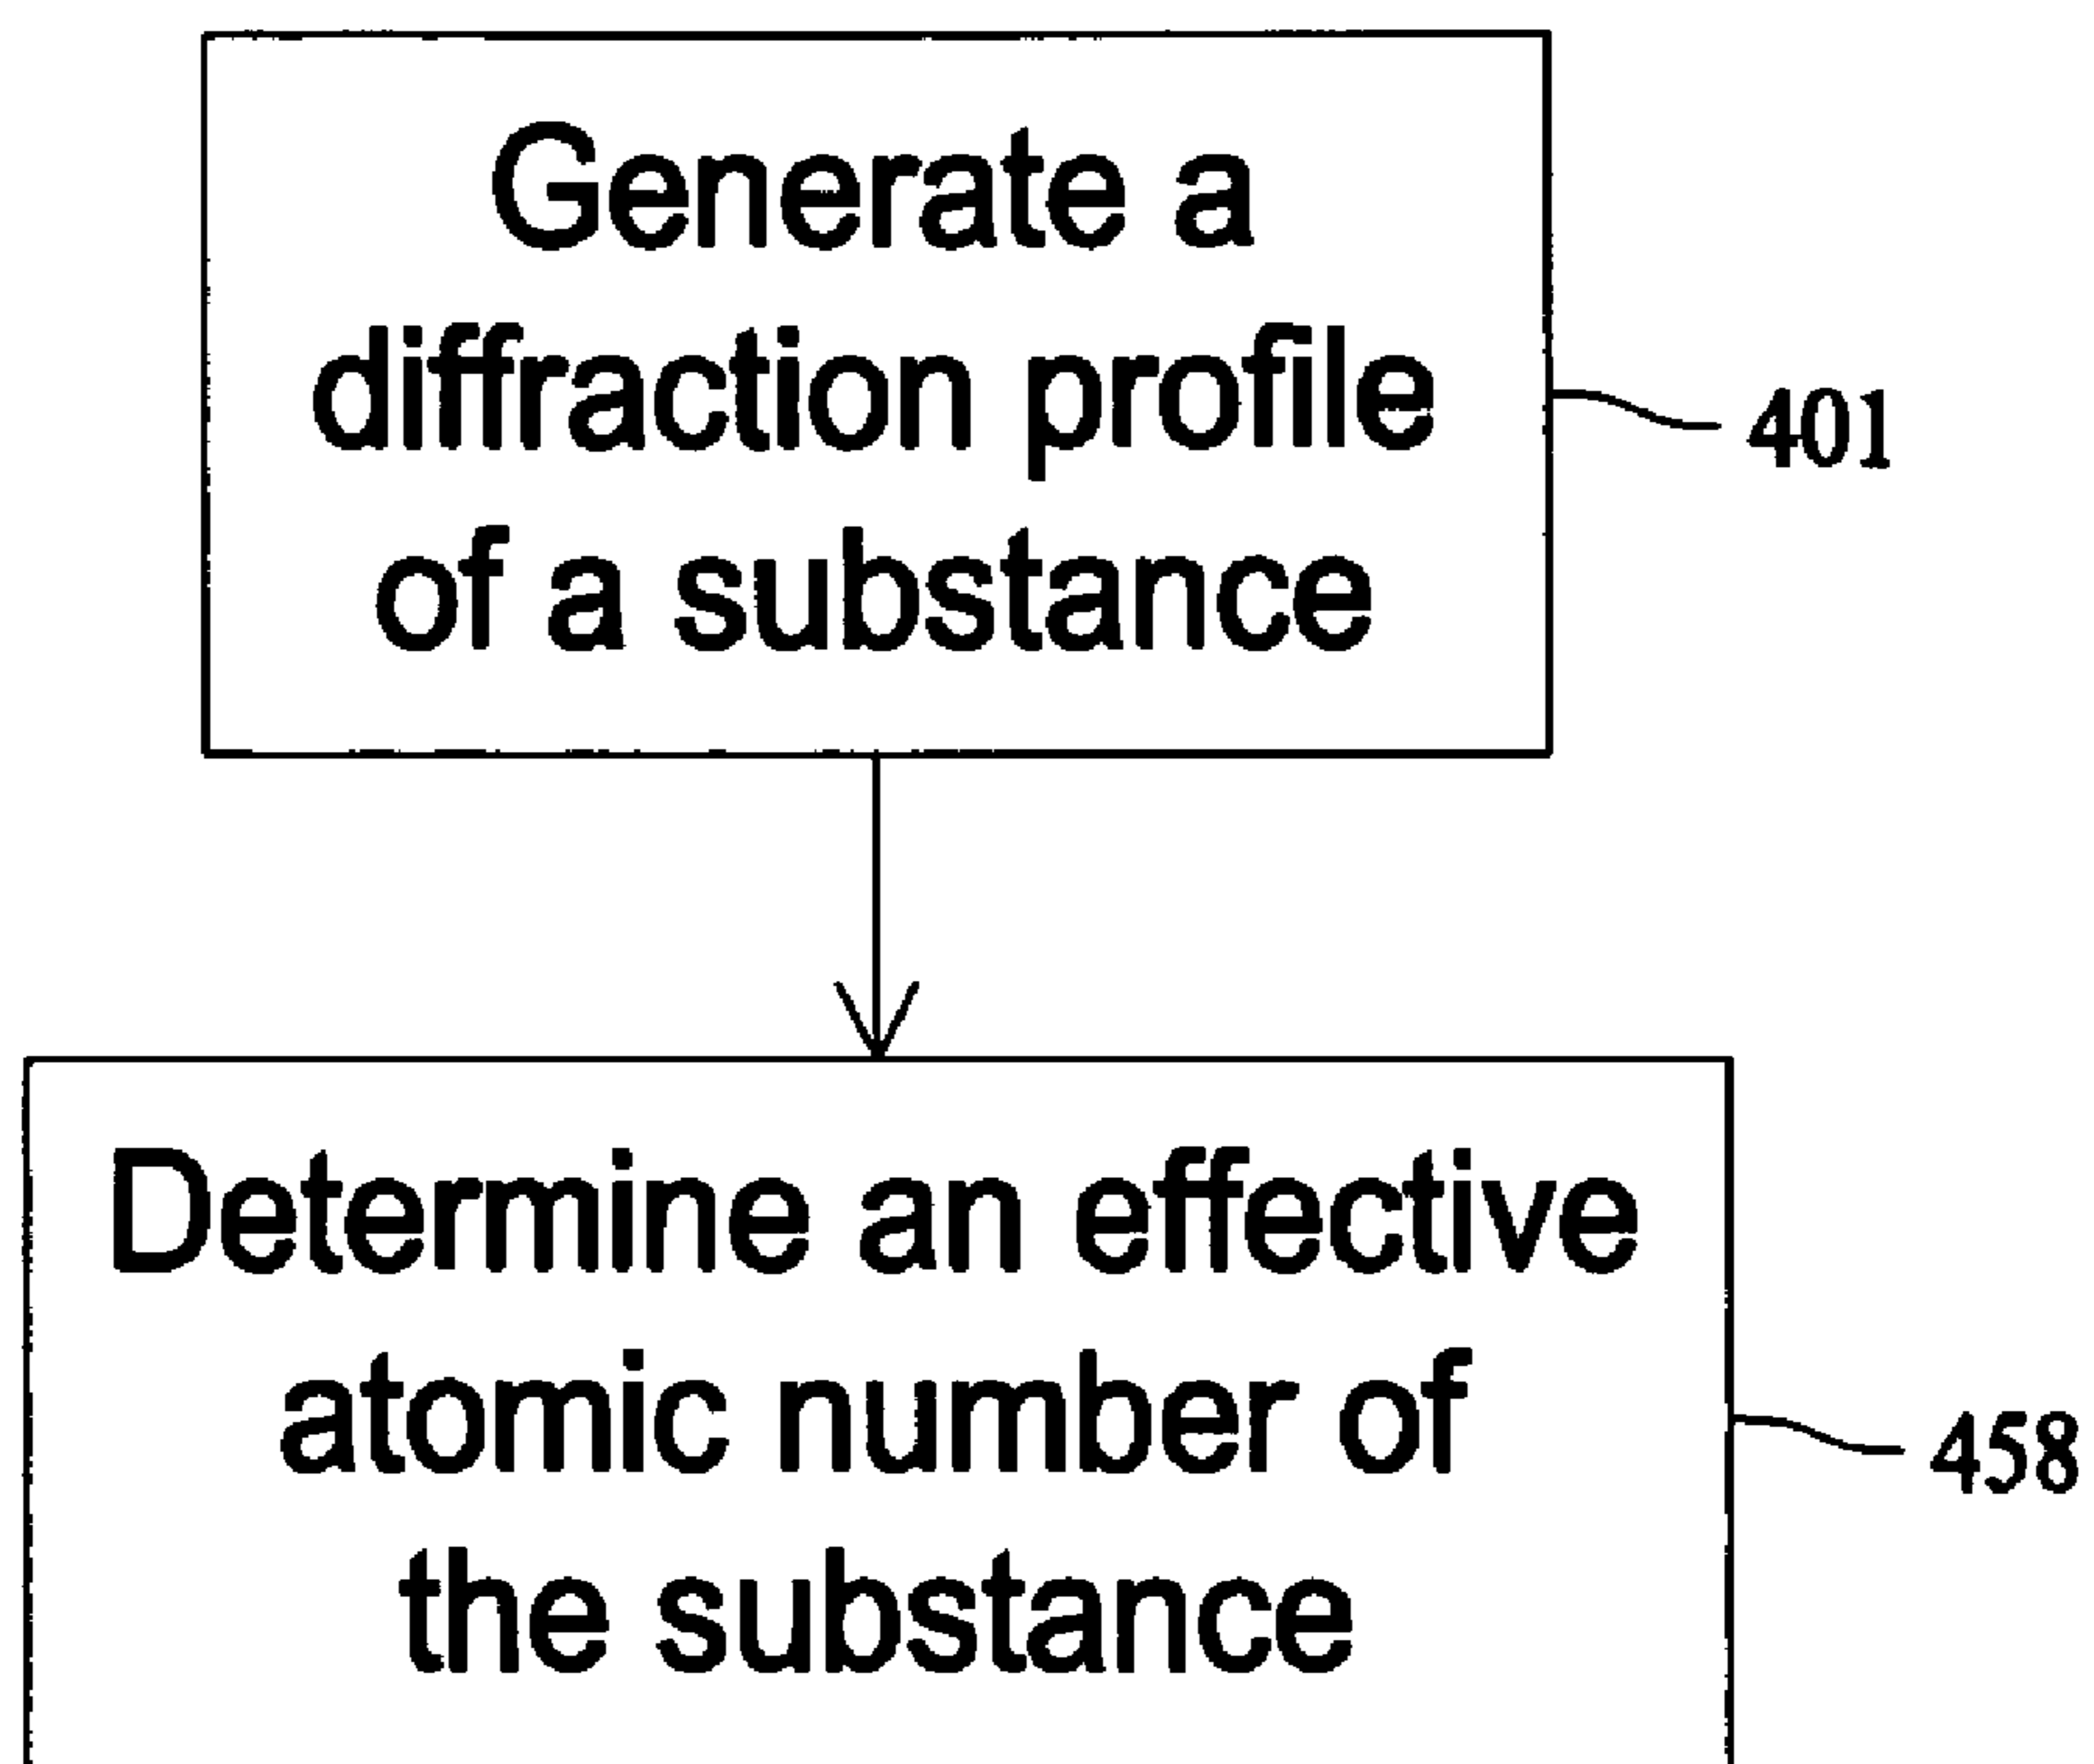 Generate a
diffraction profile
of a substance
401
Determine an effective
atomic number of
the substance
458